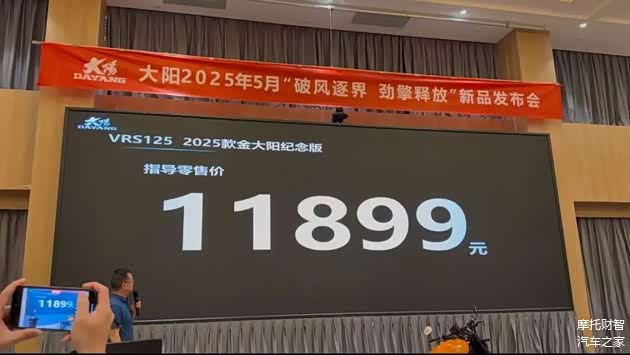 大阳
DAYANG
大阳2025年5月“破风逐界 劲擎释放”新品发布会
大阳
DAYANG
VRS125 2025款金大阳纪念版
指导零售价
11899元
11899
摩托财智
汽车之家